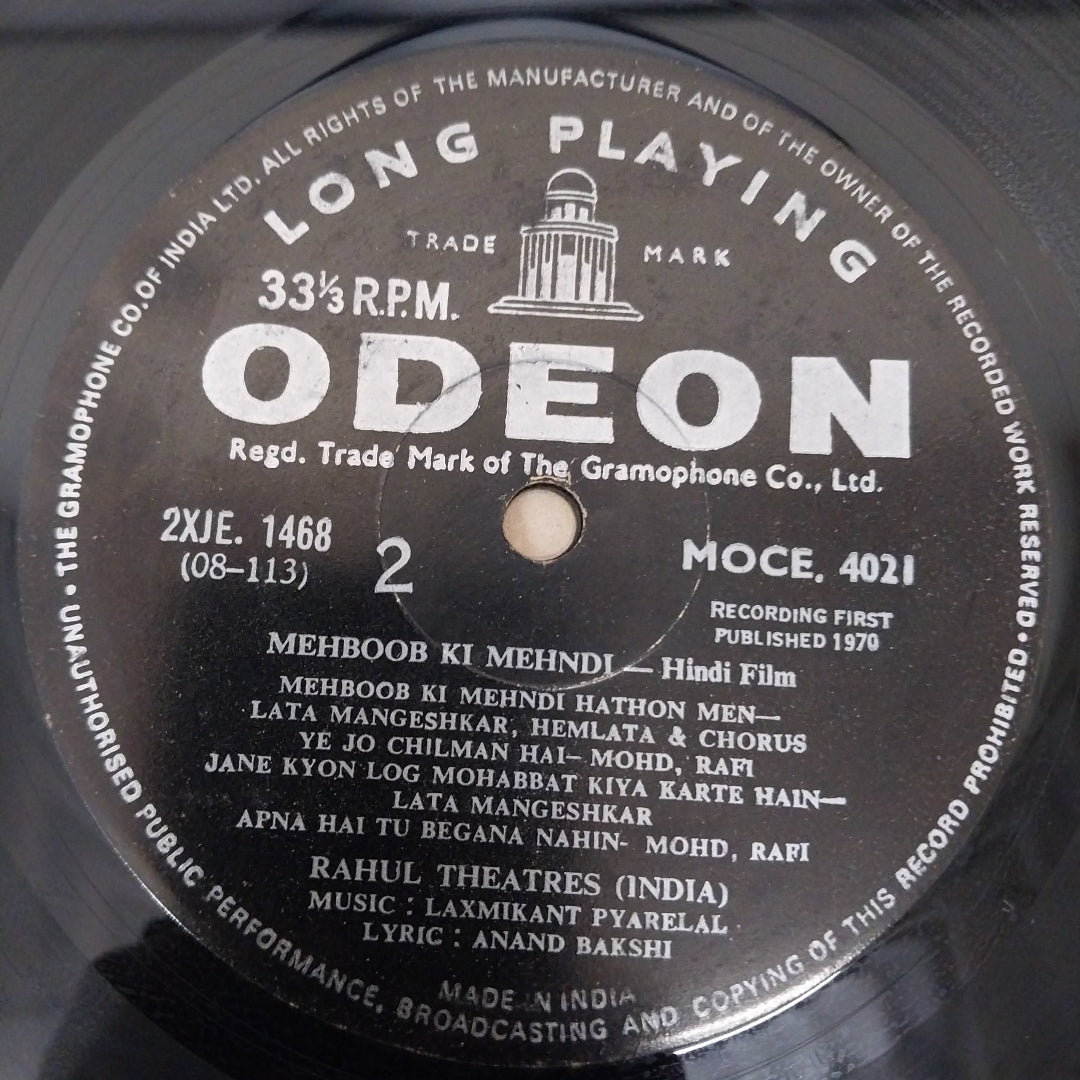 UNAUTHORISED PUBLIC PERFORMANCE, BROADCASTING AND COPYING OF THIS RECORD PROHIBITED • THE GRAMOPHONE CO. OF INDIA LTD. ALL RIGHTS OF THE MANUFACTURER AND OF THE OWNER OF THE RECORDED WORK RESERVED •
LONG PLAYING
TRADE MARK
33⅓ R.P.M.
ODEON
Regd. Trade Mark of The Gramophone Co., Ltd.
2XJE. 1468
(08-113)
2
MOCE. 4021
RECORDING FIRST
PUBLISHED 1970
MEHBOOB KI MEHNDI — Hindi Film
MEHBOOB KI MEHNDI HATHON MEN—
LATA MANGESHKAR, HEMLATA & CHORUS
YE JO CHILMAN HAI- MOHD, RAFI
JANE KYON LOG MOHABBAT KIYA KARTE HAIN—
LATA MANGESHKAR
APNA HAI TU BEGANA NAHIN- MOHD, RAFI
RAHUL THEATRES (INDIA)
MUSIC : LAXMIKANT PYARELAL
LYRIC : ANAND BAKSHI
MADE IN INDIA